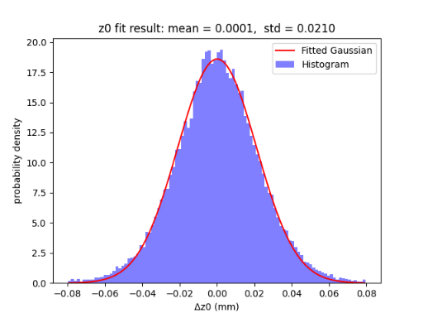 z0 fit result: mean = 0.0001,  std = 0.0210
Fitted Gaussian
Histogram
probability density
20.0
17.5
15.0
12.5
10.0
7.5
5.0
2.5
0.0
−0.08 −0.06 −0.04 −0.02 0.00 0.02 0.04 0.06 0.08
Δz0 (mm)